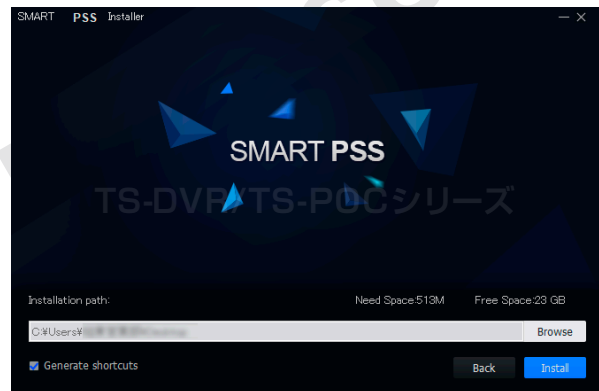 SMART PSS Installer
SMART PSS
TS-DVR/TS-POCシリーズ
Installation path:
Need Space:513M Free Space:23 GB
C:¥Users¥
Browse
Generate shortcuts
Back Install